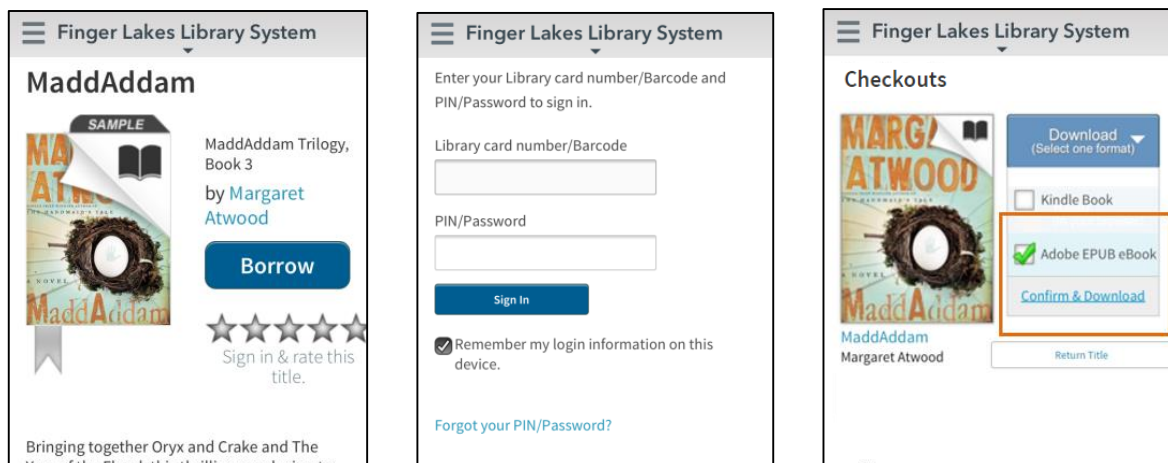 Finger Lakes Library System
MaddAddam
SAMPLE
MaddAddam Trilogy,
Book 3
by Margaret
Atwood
Borrow
Sign in & rate this
title.
Bringing together Oryx and Crake and The
Finger Lakes Library System
Enter your Library card number/Barcode and
PIN/Password to sign in.
Library card number/Barcode
PIN/Password
Sign In
Remember my login information on this
device.
Forgot your PIN/Password?
Finger Lakes Library System
Checkouts
MARG
ATWOOD
A NOVEL
MaddAddam
Download
(Select one format)
Kindle Book
Adobe EPUB eBook
Confirm & Download
MaddAddam
Margaret Atwood
Return Title